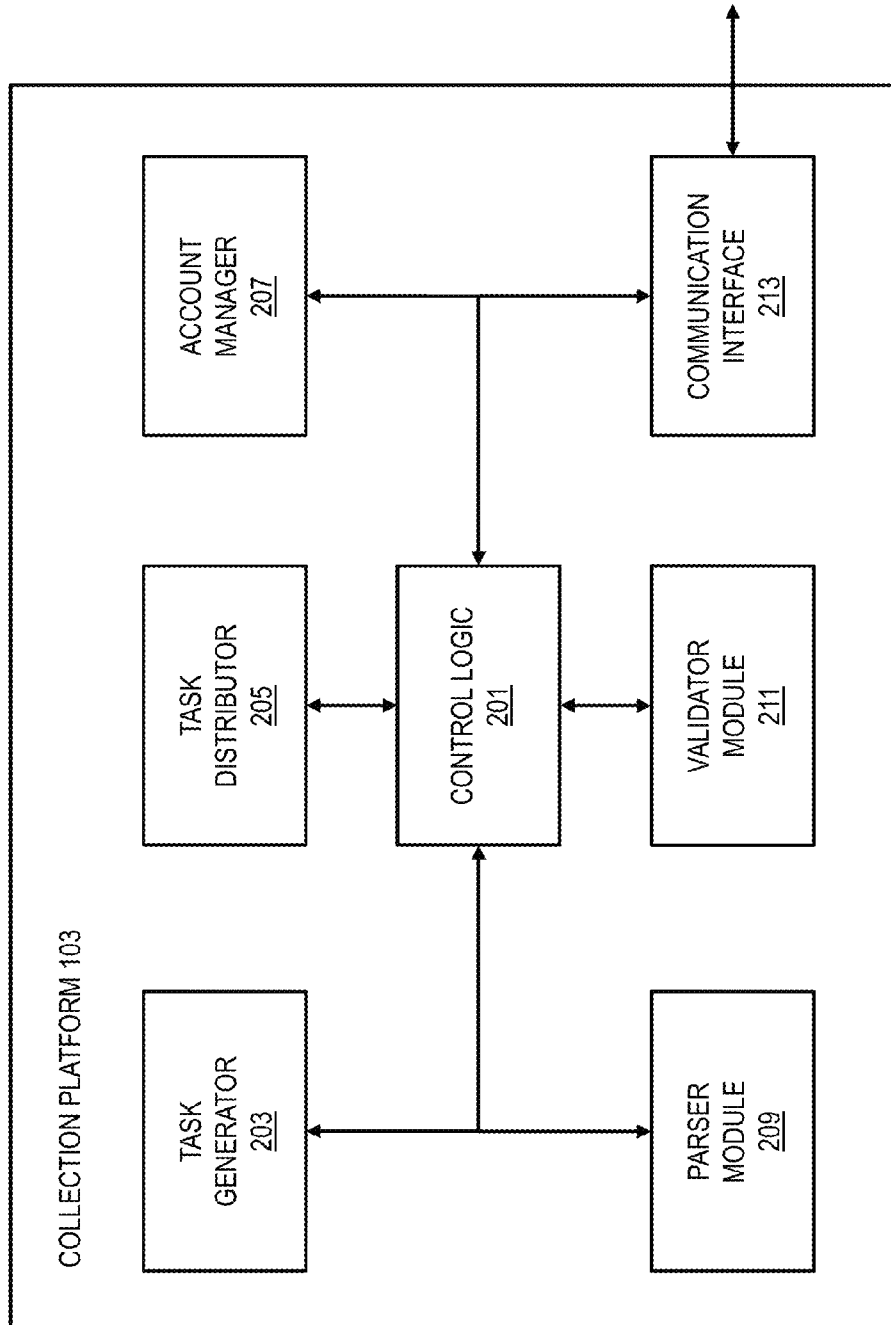 COLLECTION PLATFORM 103
TASK
GENERATOR
203
TASK
DISTRIBUTOR
205
ACCOUNT
MANAGER
207
CONTROL LOGIC
201
PARSER
MODULE
209
VALIDATOR
MODULE
211
COMMUNICATION
INTERFACE
213